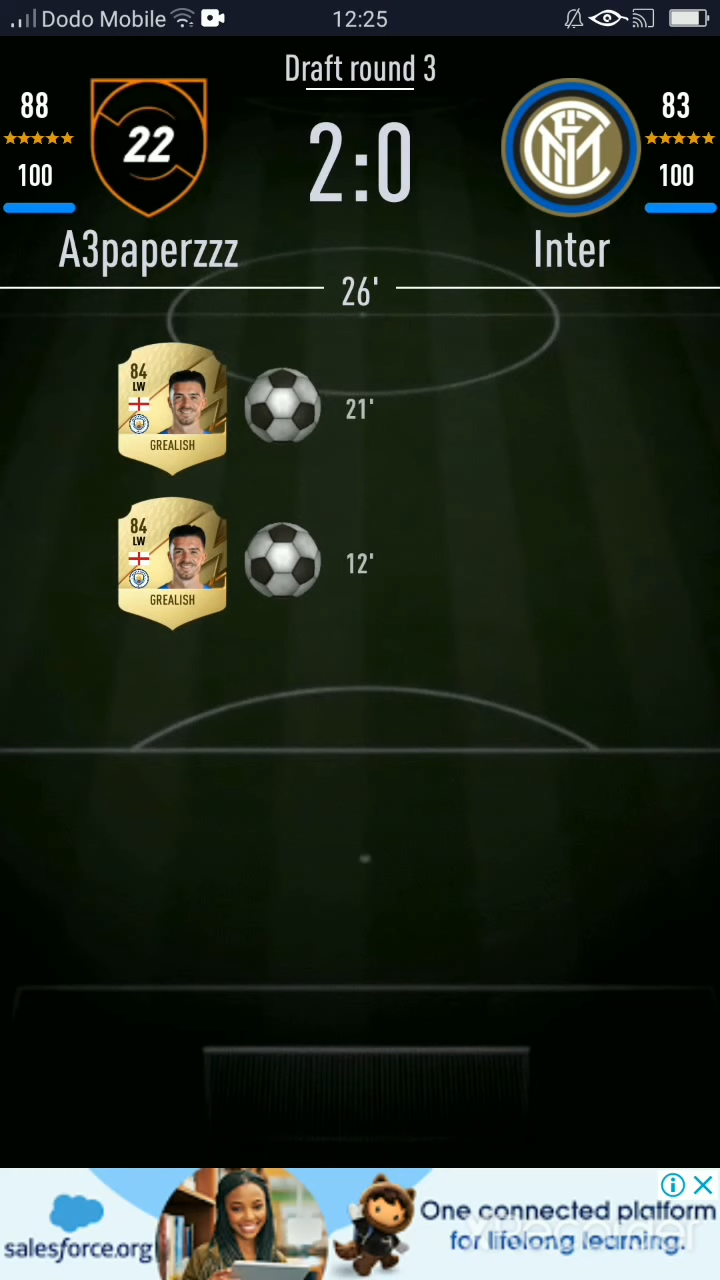 Dodo Mobile 12:25
Draft round 3
88
22
83
2:0
100
100
A3paperzzz
Inter
26'
84
LW
21'
GREALISH
84
LW
12'
GREALISH
One connected platform
for lifelong learning.
salesforce.org